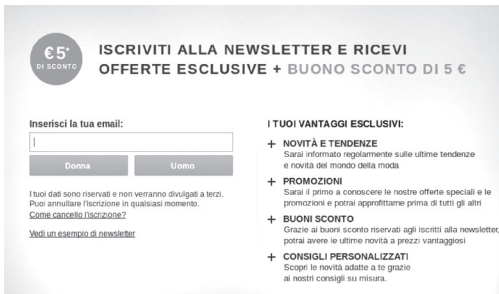 €5*
DI SCONTO
ISCRIVITI ALLA NEWSLETTER E RICEVI
OFFERTE ESCLUSIVE + BUONO SCONTO DI 5 €
Inserisci la tua email:
Donna
Uomo
I tuoi dati sono riservati e non verranno divulgati a terzi.
Puoi annullare l'iscrizione in qualsiasi momento.
Come cancello l'iscrizione?
Vedi un esempio di newsletter
I TUOI VANTAGGI ESCLUSIVI:
+ NOVITÀ E TENDENZE
Sarai informato regolarmente sulle ultime tendenze
e novità del mondo della moda
+ PROMOZIONI
Sarai il primo a conoscere le nostre offerte speciali e le
promozioni e potrai approfittarne prima di tutti gli altri
+ BUONI SCONTO
Grazie ai buoni sconto riservati agli iscritti alla newsletter,
potrai avere le ultime novità a prezzi vantaggiosi
+ CONSIGLI PERSONALIZZATI
Scopri le novità adatte a te grazie
ai nostri consigli su misura.